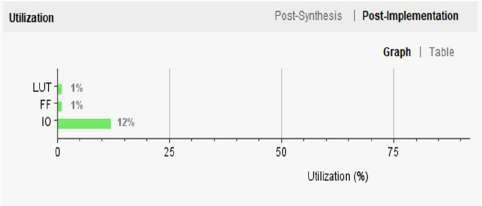 Utilization Post-Synthesis | Post-Implementation
Graph | Table
LUT 1%
FF 1%
IO 12%
0 25 50 75
Utilization (%)